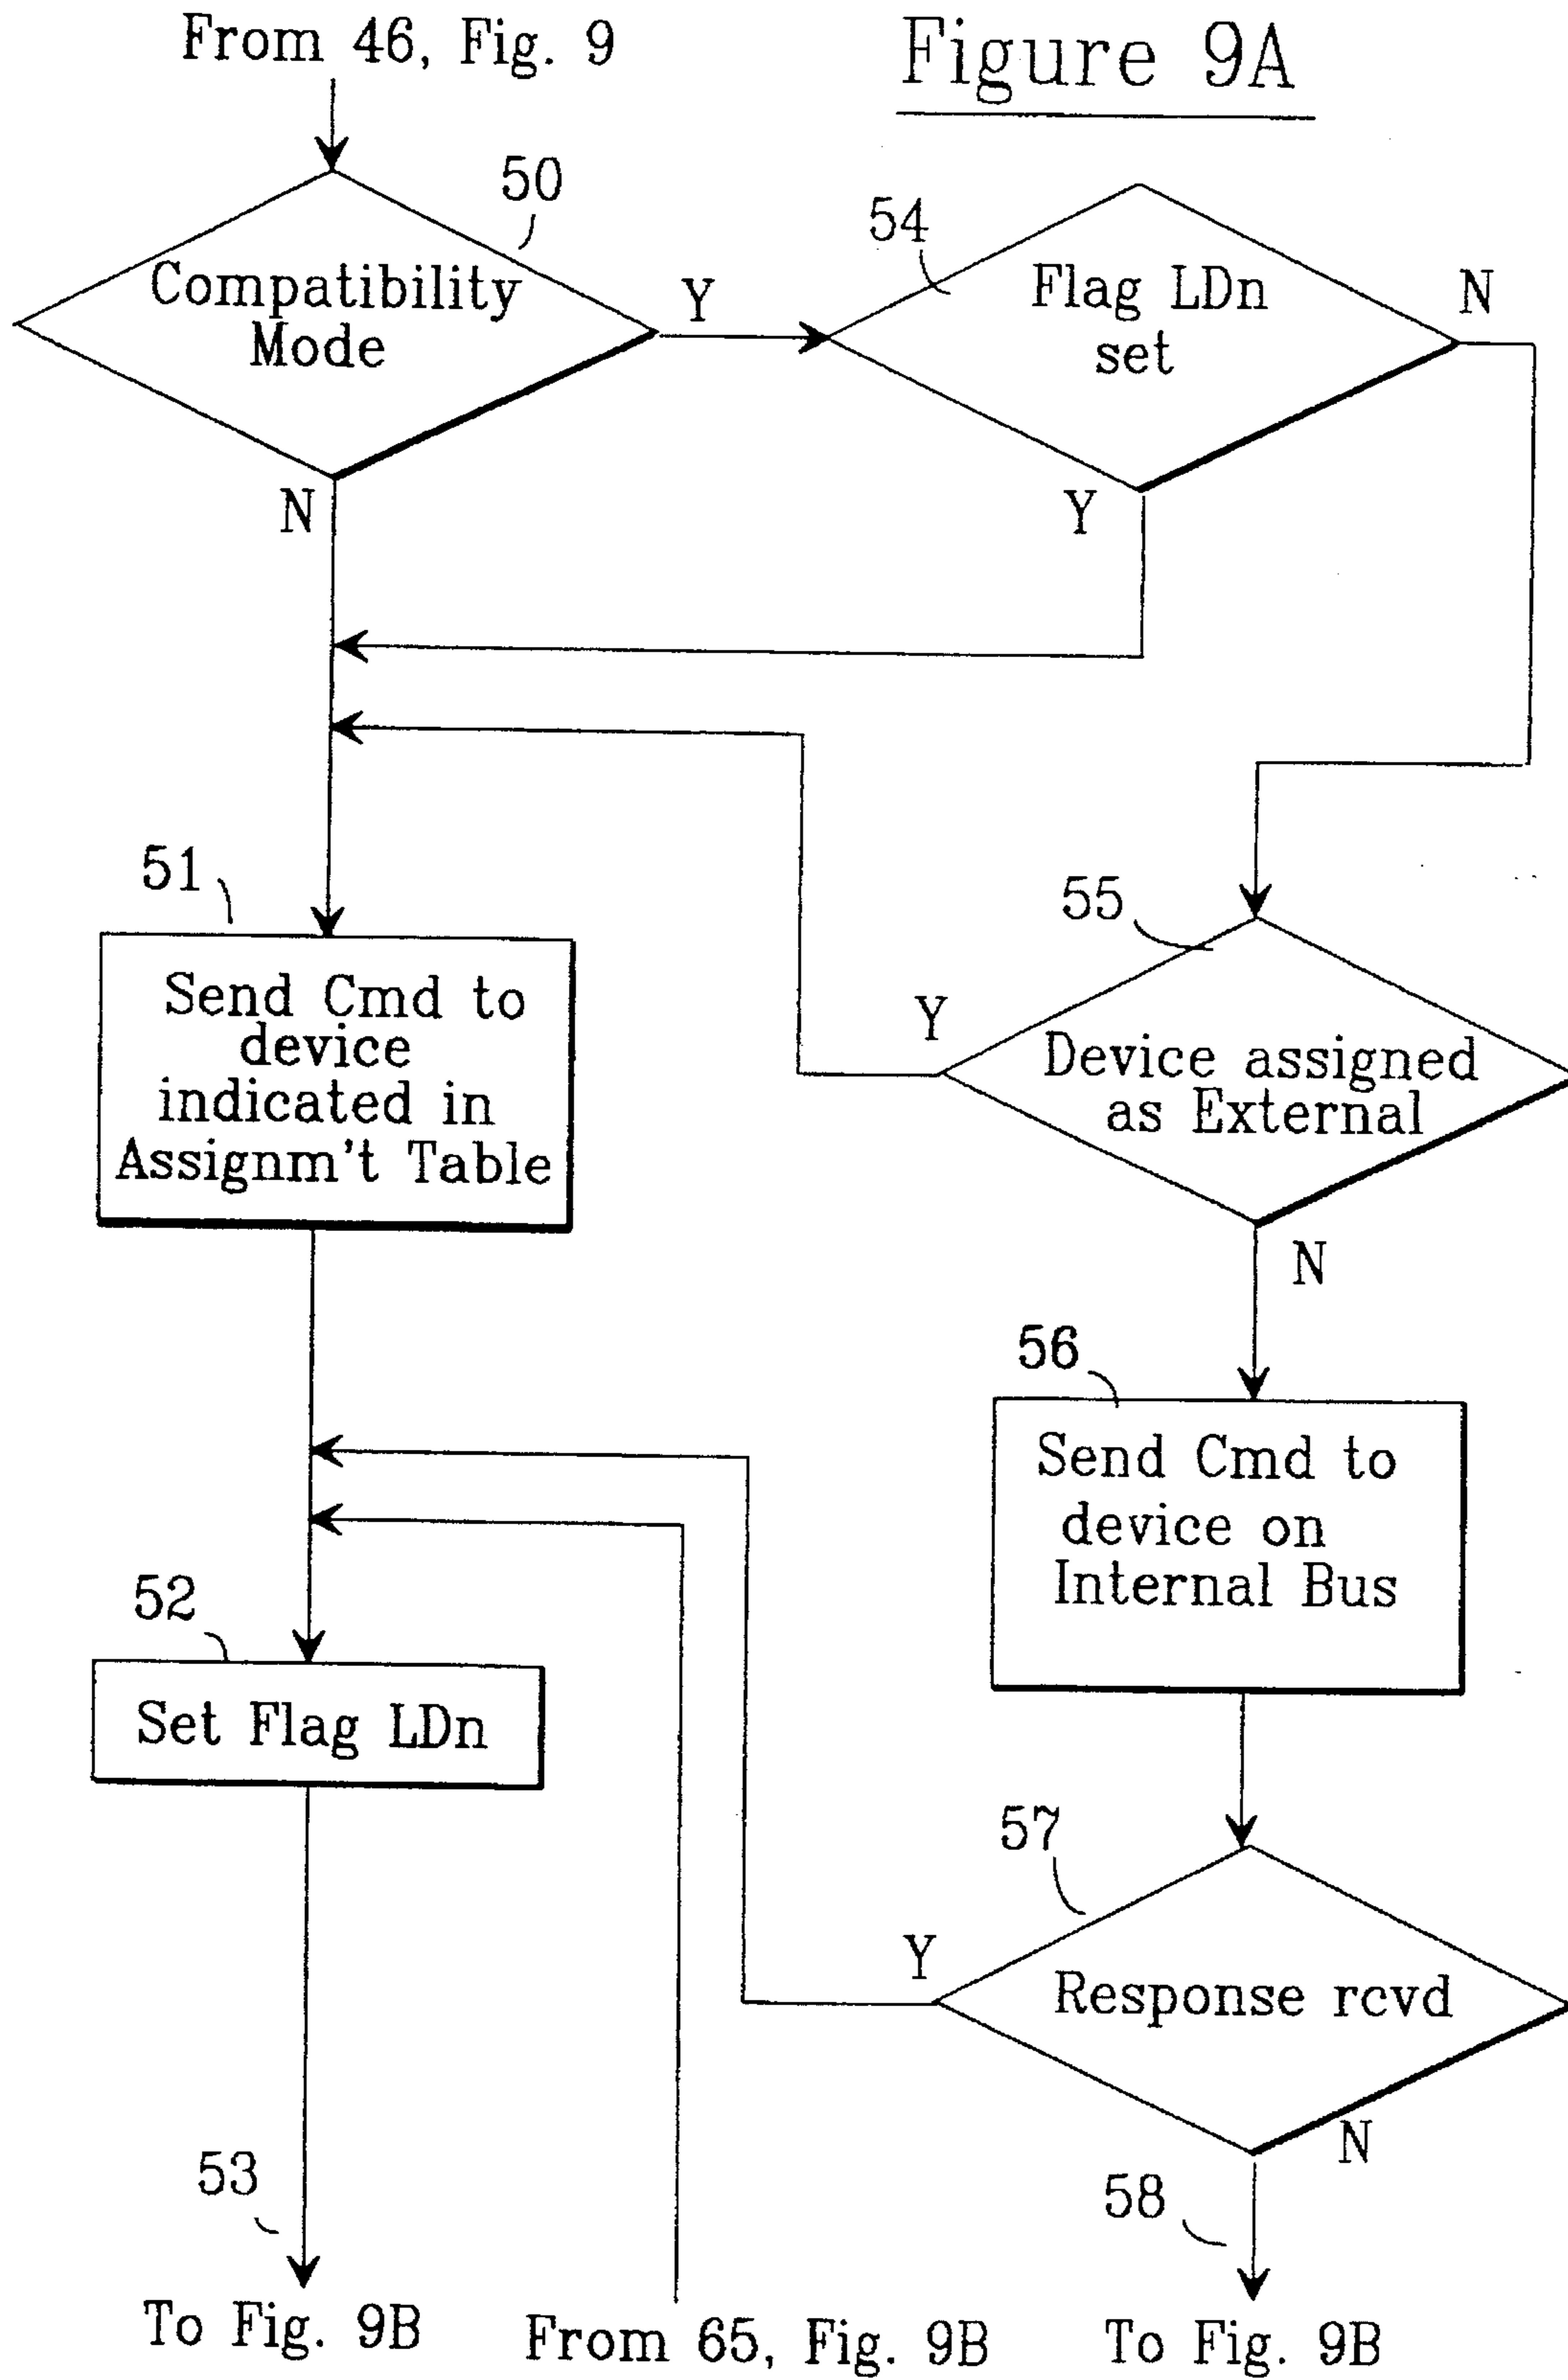 From 46, Fig. 9
Figure 9A
50
Compatibility
Mode
Y
N
54
Flag LDn
set
N
Y
51
Send Cmd to
device
indicated in
Assignm't Table
55
Y
Device assigned
as External
N
56
Send Cmd to
device on
Internal Bus
52
Set Flag LDn
57
Y
Response rcvd
N
53
58
To Fig. 9B
From 65, Fig. 9B
To Fig. 9B